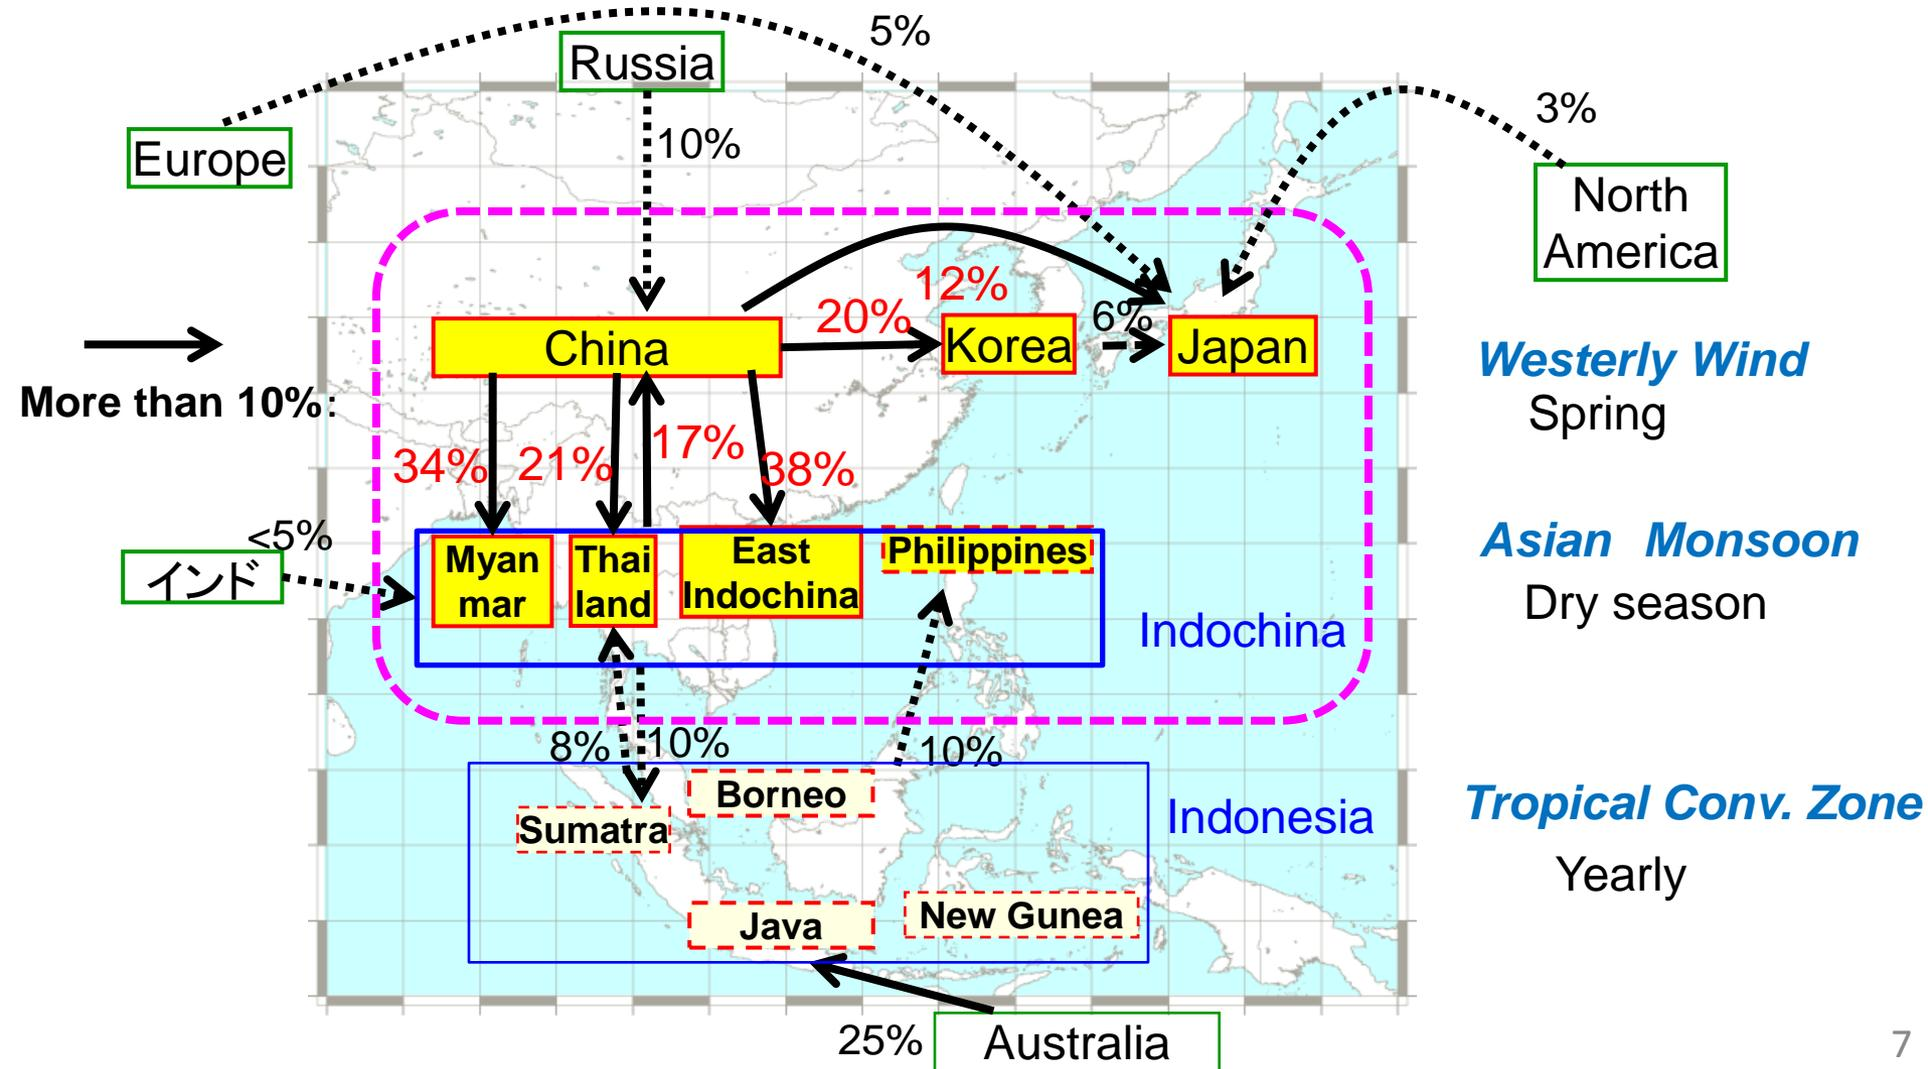 5%
Russia
3%
10%
Europe
North
America
12%
20%
6%
China
Korea
Japan
Westerly Wind
Spring
More than 10%:
17%
34%
21%
38%
<5%
Asian Monsoon
Dry season
インド
Myan
mar
Thai
land
East
Indochina
Philippines
Indochina
8%
10%
10%
Borneo
Sumatra
Indonesia
Tropical Conv. Zone
Yearly
Java
New Gunea
25%
Australia
7